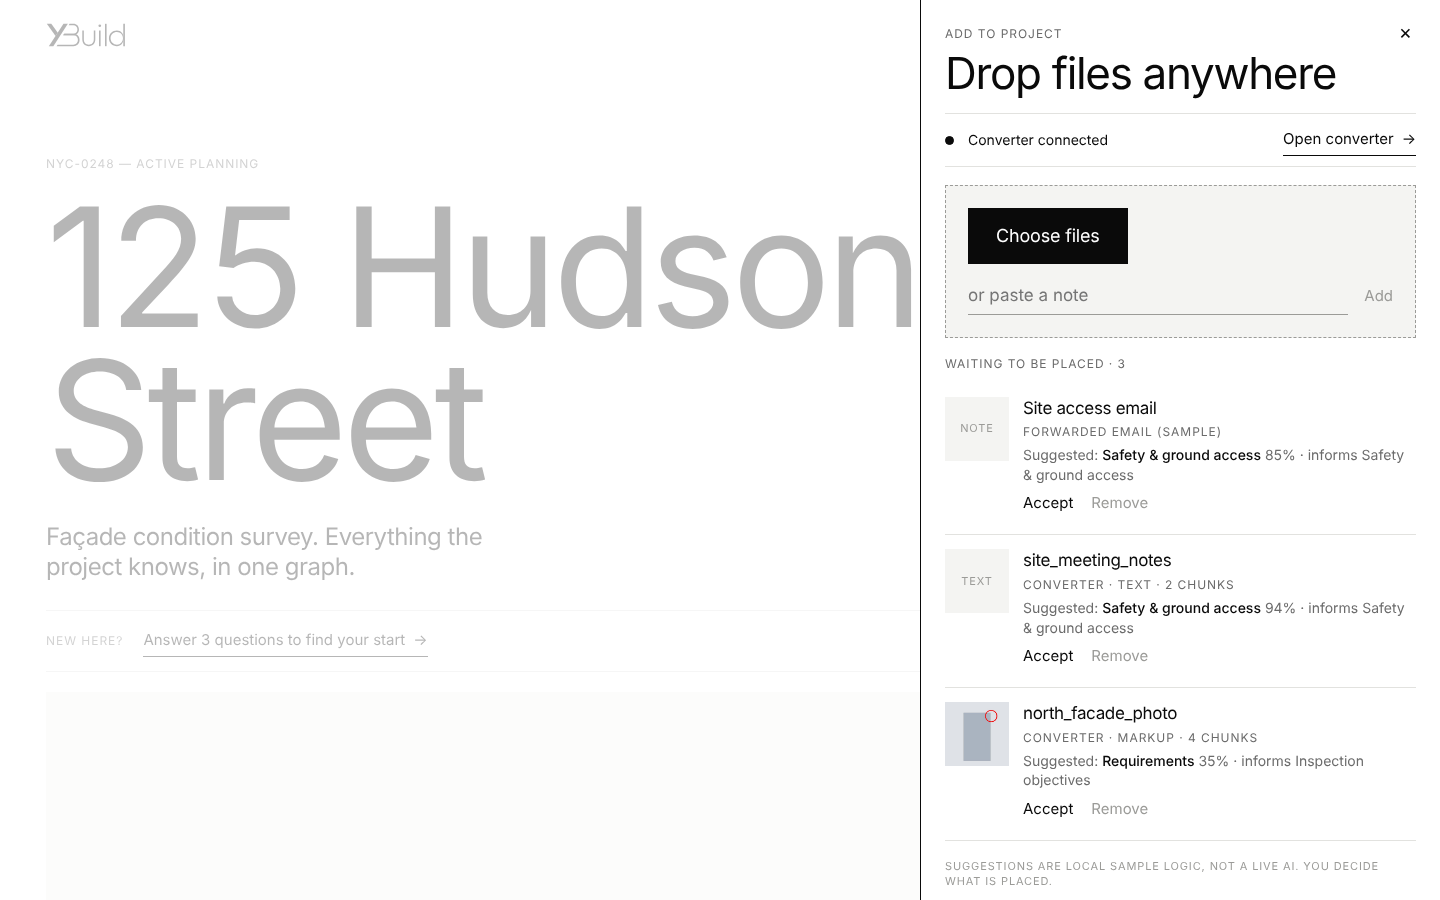 YBuild
NYC-0248 — ACTIVE PLANNING
125 Hudson
Street
Façade condition survey. Everything the
project knows, in one graph.
NEW HERE? Answer 3 questions to find your start →
ADD TO PROJECT ✕
Drop files anywhere
Converter connected Open converter →
Choose files
or paste a note Add
WAITING TO BE PLACED · 3
NOTE
Site access email
FORWARDED EMAIL (SAMPLE)
Suggested: Safety & ground access 85% · informs Safety
& ground access
Accept Remove
TEXT
site_meeting_notes
CONVERTER · TEXT · 2 CHUNKS
Suggested: Safety & ground access 94% · informs Safety
& ground access
Accept Remove
north_facade_photo
CONVERTER · MARKUP · 4 CHUNKS
Suggested: Requirements 35% · informs Inspection
objectives
Accept Remove
SUGGESTIONS ARE LOCAL SAMPLE LOGIC, NOT A LIVE AI. YOU DECIDE
WHAT IS PLACED.